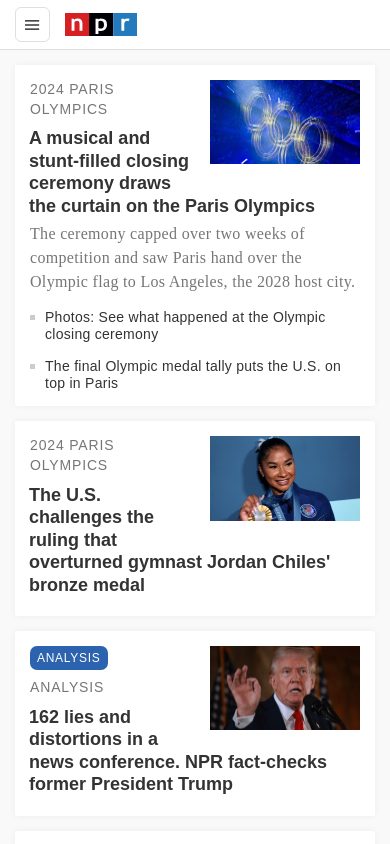 npr
2024 PARIS
OLYMPICS
A musical and
stunt-filled closing
ceremony draws
the curtain on the Paris Olympics
The ceremony capped over two weeks of
competition and saw Paris hand over the
Olympic flag to Los Angeles, the 2028 host city.
Photos: See what happened at the Olympic
closing ceremony
The final Olympic medal tally puts the U.S. on
top in Paris
2024 PARIS
OLYMPICS
The U.S.
challenges the
ruling that
overturned gymnast Jordan Chiles'
bronze medal
ANALYSIS
ANALYSIS
162 lies and
distortions in a
news conference. NPR fact-checks
former President Trump